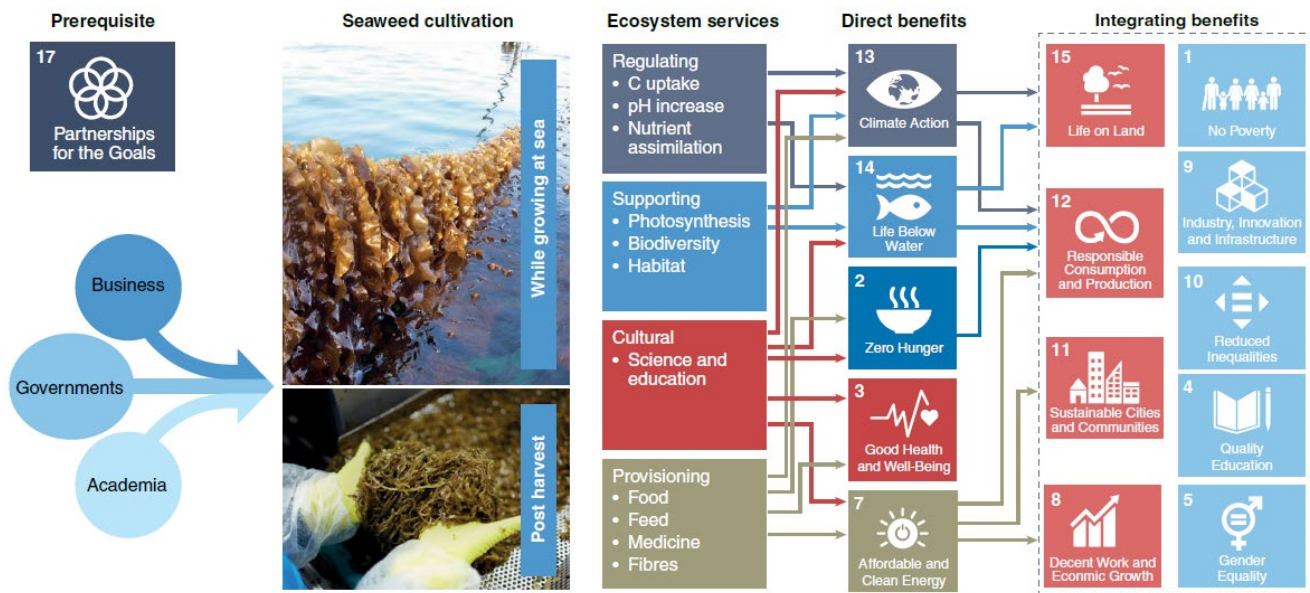 Prerequisite
17
Partnerships
for the Goals
Business
Governments
Academia
Seaweed cultivation
While growing at sea
Post harvest
Ecosystem services
Regulating
• C uptake
• pH increase
• Nutrient
assimilation
Supporting
• Photosynthesis
• Biodiversity
• Habitat
Cultural
• Science and
education
Provisioning
• Food
• Feed
• Medicine
• Fibres
Direct benefits
13
Climate Action
14
Life Below
Water
2
Zero Hunger
3
Good Health
and Well-Being
7
Affordable and
Clean Energy
Integrating benefits
15
Life on Land
12
Responsible
Consumption
and Production
11
Sustainable Cities
and Communities
8
Decent Work and
Econmic Growth
1
No Poverty
9
Industry, Innovation
and Infrastructure
10
Reduced
Inequalities
4
Quality
Education
5
Gender
Equality